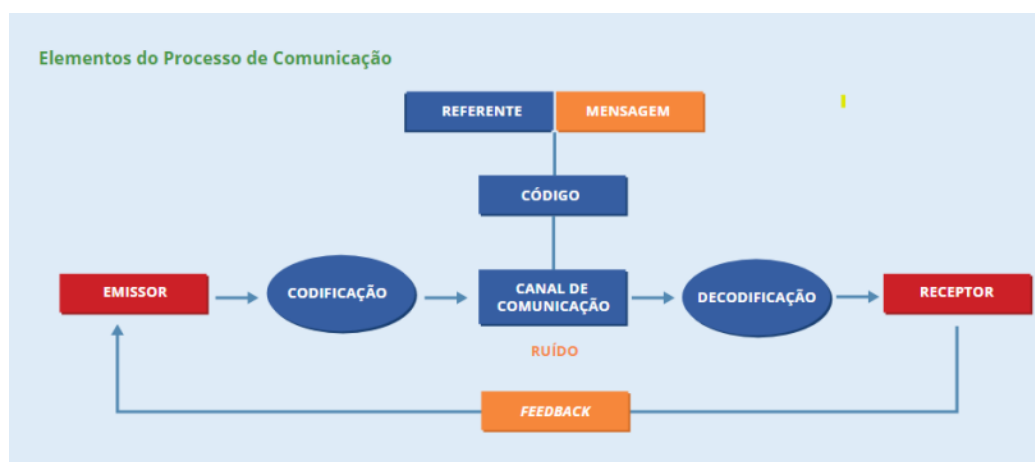 Elementos do Processo de Comunicação
REFERENTE
MENSAGEM
CÓDIGO
EMISSOR
CODIFICAÇÃO
CANAL DE
COMUNICAÇÃO
DECODIFICAÇÃO
RECEPTOR
RUÍDO
FEEDBACK